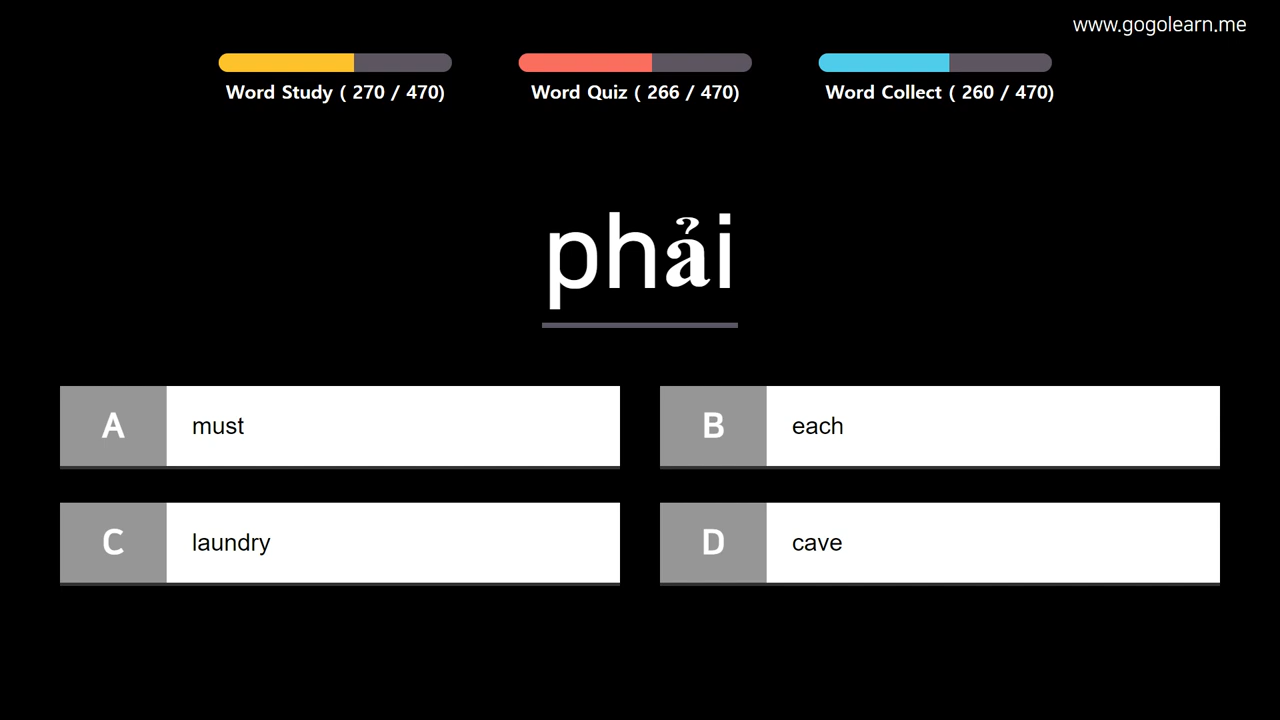 www.gogolearn.me
Word Study ( 270 / 470)
Word Quiz ( 266 / 470)
Word Collect ( 260 / 470)
phải
A must
B each
C laundry
D cave